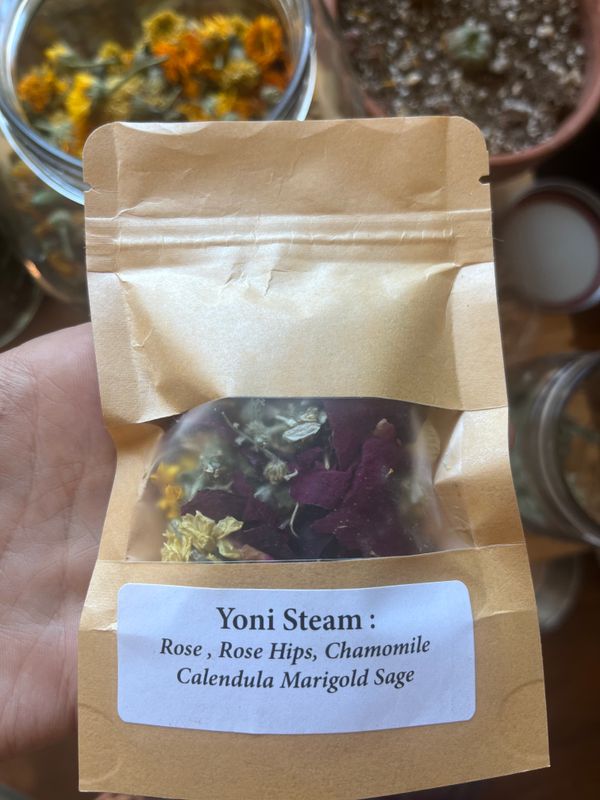 Yoni Steam :
Rose , Rose Hips, Chamomile
Calendula Marigold Sage